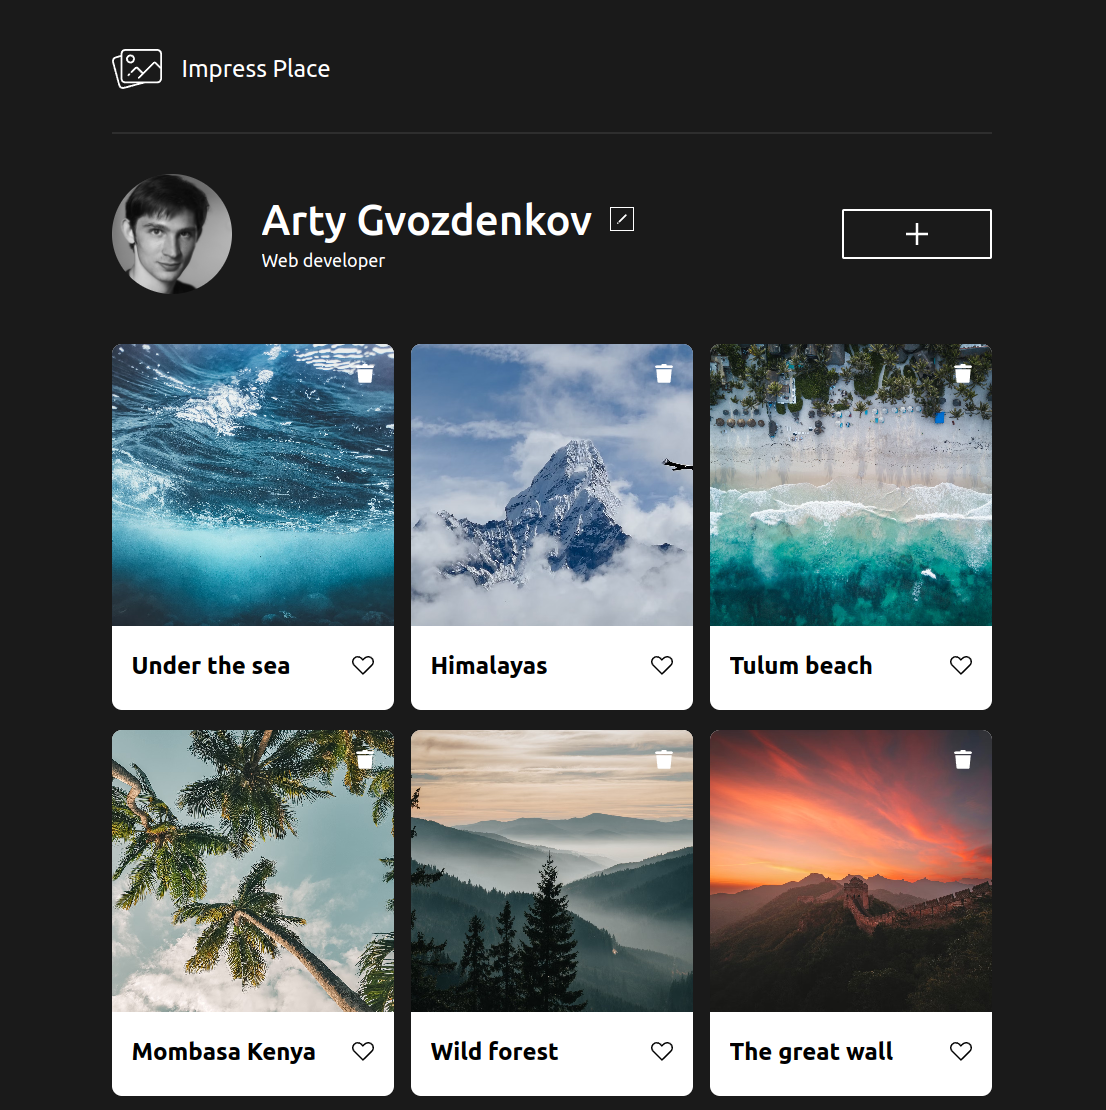 Impress Place
Arty Gvozdenkov
Web developer
Under the sea
Himalayas
Tulum beach
Mombasa Kenya
Wild forest
The great wall